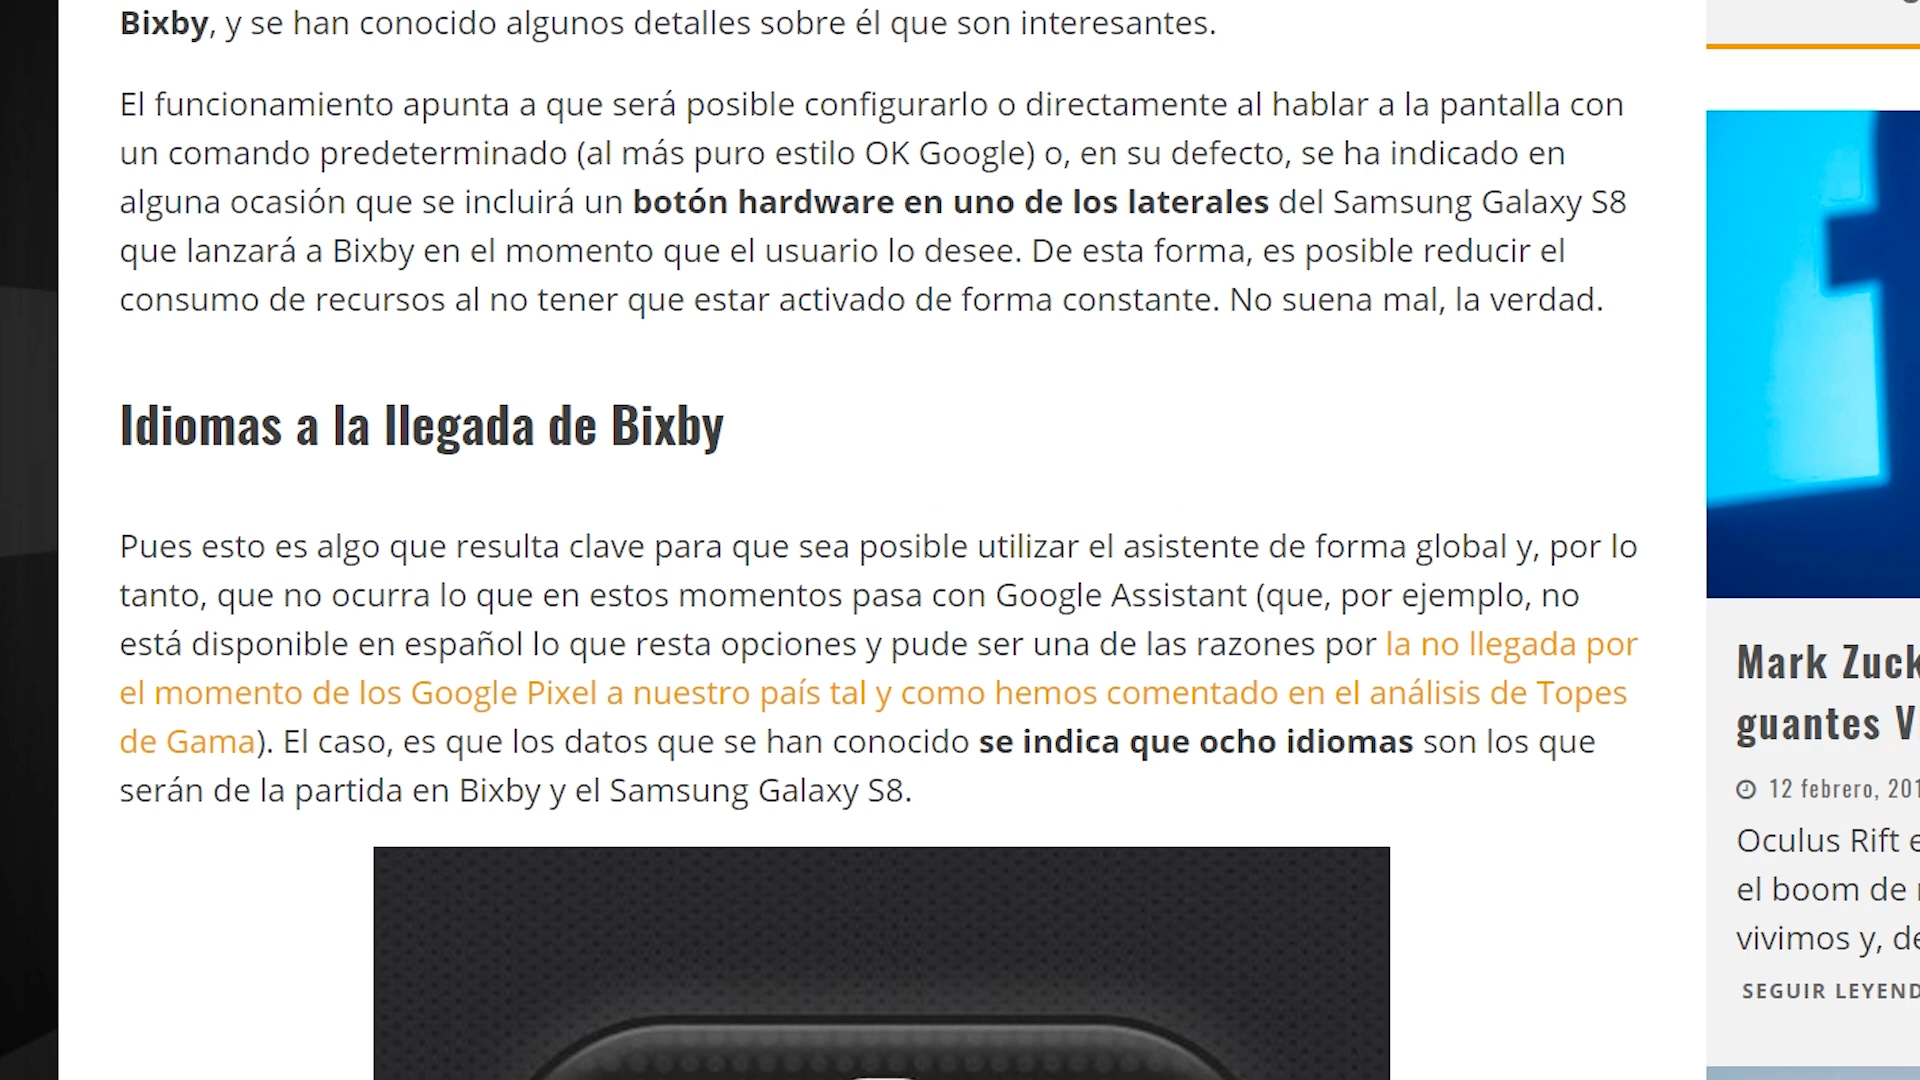 Bixby, y se han conocido algunos detalles sobre él que son interesantes.
El funcionamiento apunta a que será posible configurarlo o directamente al hablar a la pantalla con
un comando predeterminado (al más puro estilo OK Google) o, en su defecto, se ha indicado en
alguna ocasión que se incluirá un botón hardware en uno de los laterales del Samsung Galaxy S8
que lanzará a Bixby en el momento que el usuario lo desee. De esta forma, es posible reducir el
consumo de recursos al no tener que estar activado de forma constante. No suena mal, la verdad.
Idiomas a la llegada de Bixby
Pues esto es algo que resulta clave para que sea posible utilizar el asistente de forma global y, por lo
tanto, que no ocurra lo que en estos momentos pasa con Google Assistant (que, por ejemplo, no
está disponible en español lo que resta opciones y pude ser una de las razones por la no llegada por
el momento de los Google Pixel a nuestro país tal y como hemos comentado en el análisis de Topes
de Gama). El caso, es que los datos que se han conocido se indica que ocho idiomas son los que
serán de la partida en Bixby y el Samsung Galaxy S8.
Mark Zuck
guantes V
12 febrero, 201
Oculus Rift e
el boom de
vivimos y, de
SEGUIR LEYEND